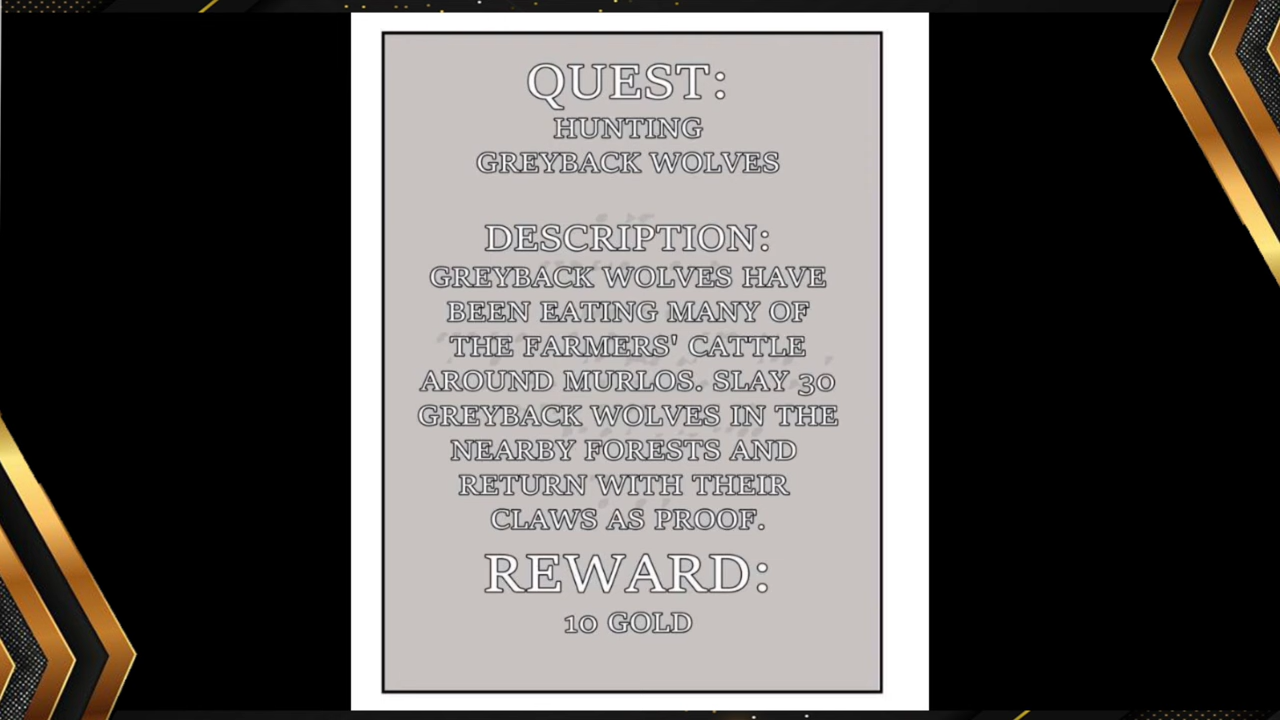 QUEST:
HUNTING
GREYBACK WOLVES
DESCRIPTION:
GREYBACK WOLVES HAVE
BEEN EATING MANY OF
THE FARMERS' CATTLE
AROUND MURLOS. SLAY 30
GREYBACK WOLVES IN THE
NEARBY FORESTS AND
RETURN WITH THEIR
CLAWS AS PROOF.
REWARD:
10 GOLD